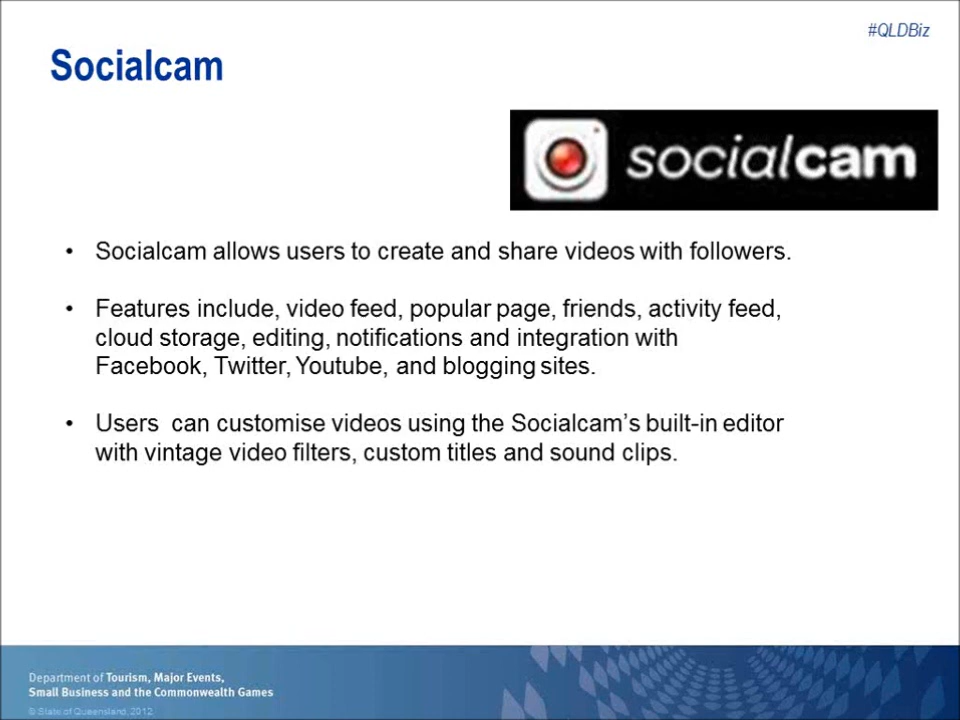 #QLDBiz
Socialcam
socialcam
• Socialcam allows users to create and share videos with followers.
• Features include, video feed, popular page, friends, activity feed,
cloud storage, editing, notifications and integration with
Facebook, Twitter, Youtube, and blogging sites.
• Users  can customise videos using the Socialcam’s built-in editor
with vintage video filters, custom titles and sound clips.
Department of Tourism, Major Events,
Small Business and the Commonwealth Games
© State of Queensland, 2012